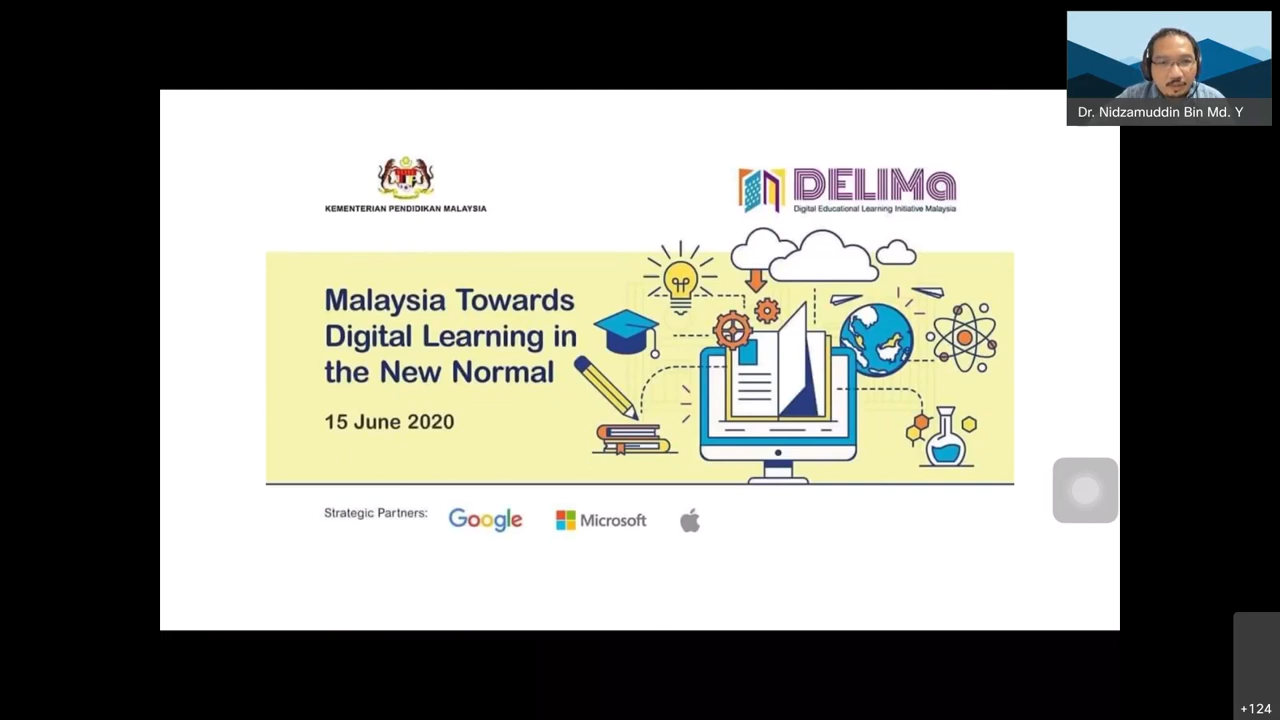 Dr. Nidzamuddin Bin Md. Y
KEMENTERIAN PENDIDIKAN MALAYSIA
DELIMa
Digital Educational Learning Initiative Malaysia
Malaysia Towards
Digital Learning in
the New Normal
15 June 2020
Strategic Partners:
Google
Microsoft
+124